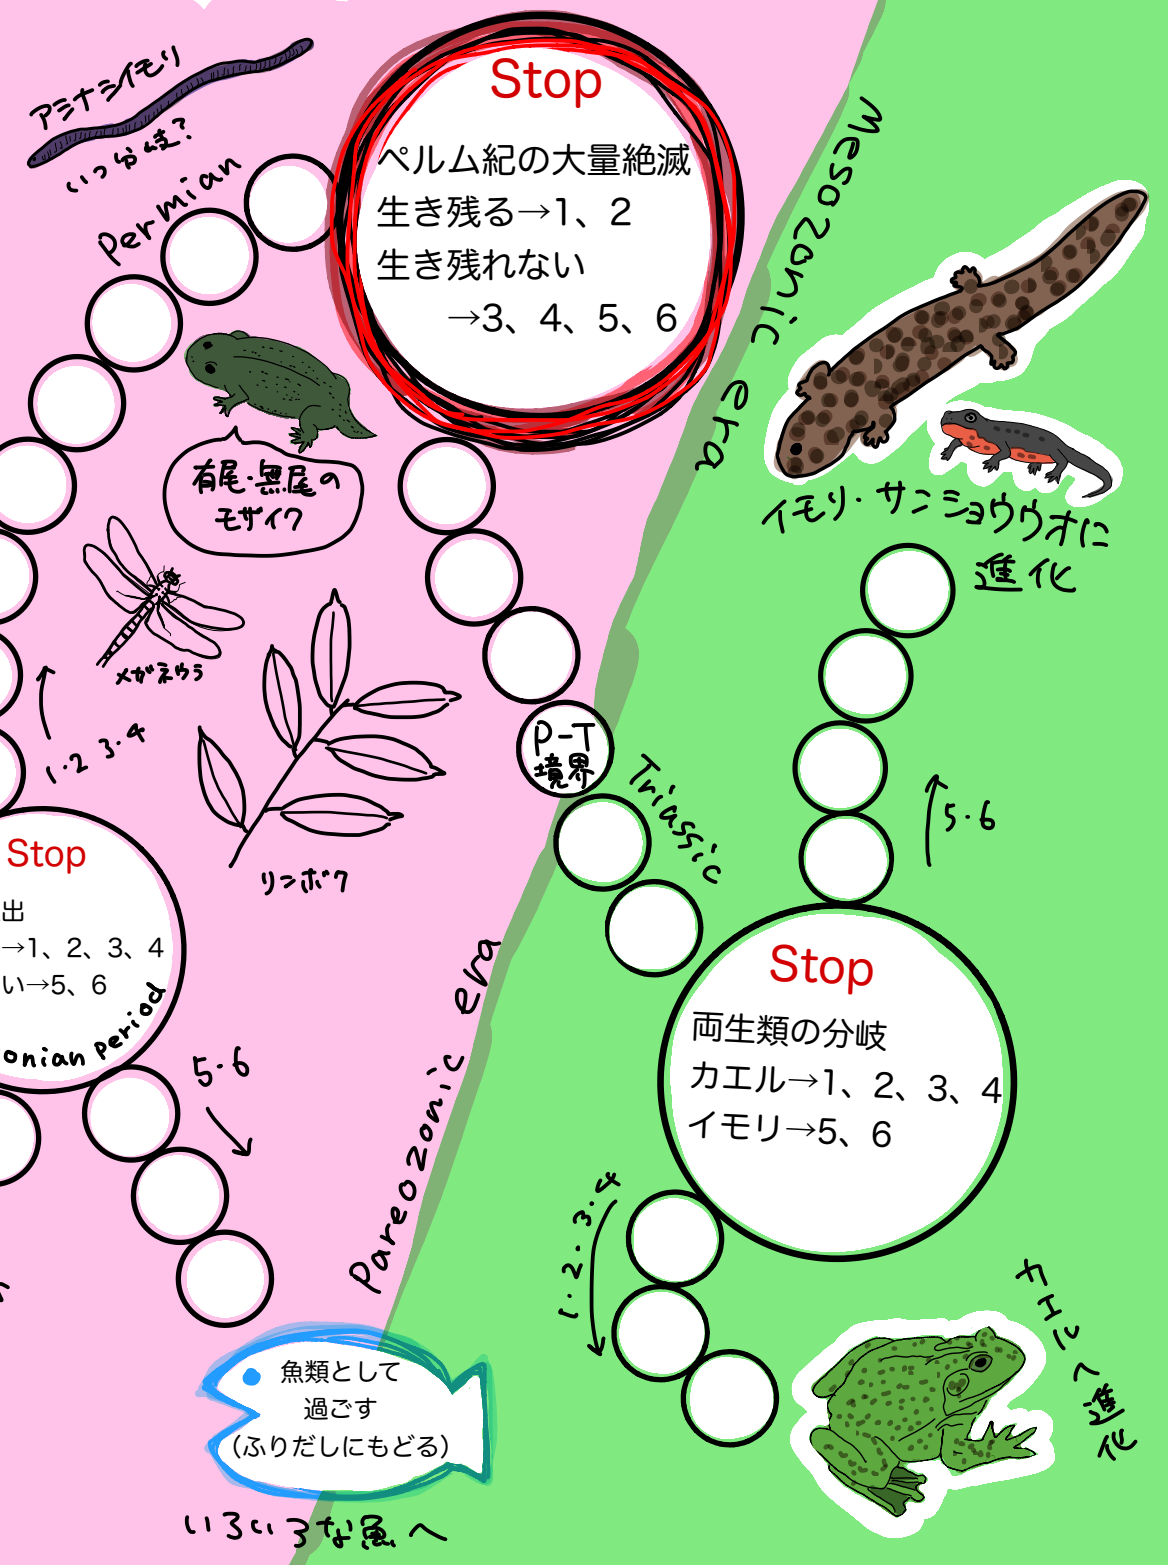 アシナシイモリ
いつ分岐?
Permian
Stop
ペルム紀の大量絶滅
生き残る→1、2
生き残れない
→3、4、5、6
Mesozonic era
有尾・無尾の
モザイク
メガネウラ
リンボク
イモリ・サンショウウオに
進化
1・2 3・4
P-T
境界
Triassic
5・6
Stop
出
→1、2、3、4
い→5、6
onian period
5・6
Pareozonic era
Stop
両生類の分岐
カエル→1、2、3、4
イモリ→5、6
1・2・3・4
カエルへ進化
魚類として
過ごす
(ふりだしにもどる)
いろいろな魚へ